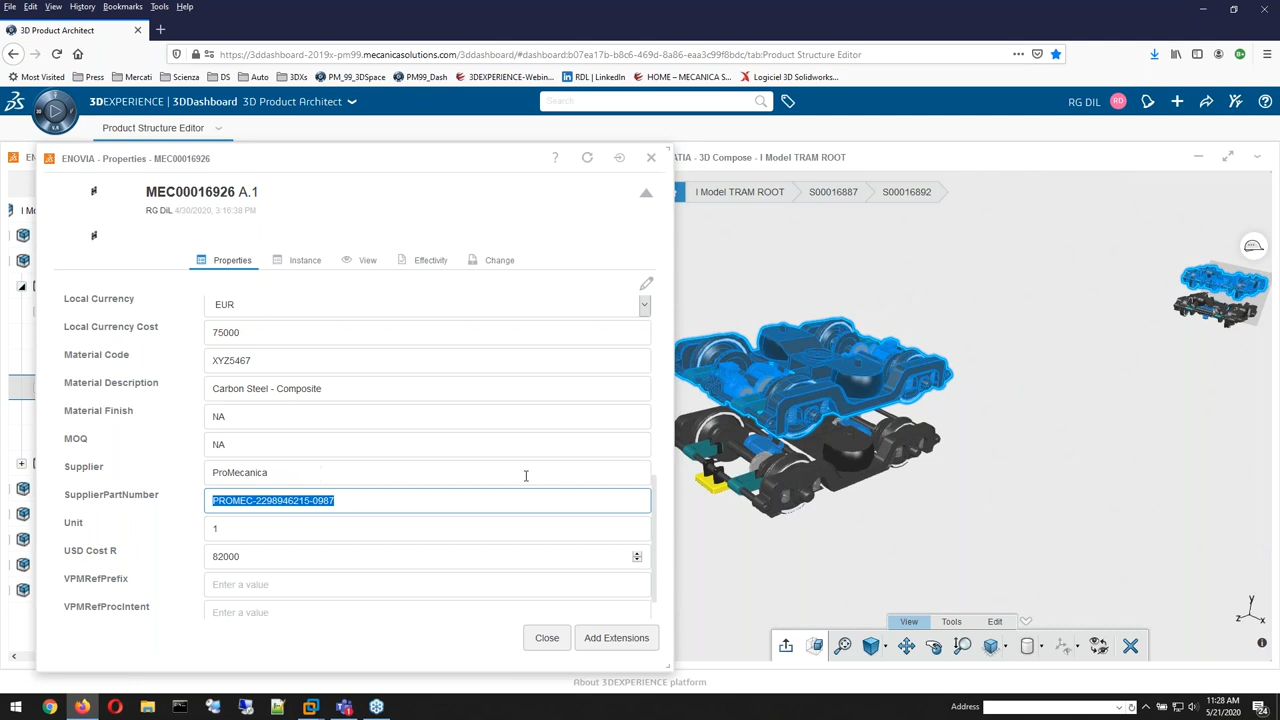 File Edit View History Bookmarks Tools Help
3D Product Architect
https://3ddashboard-2019x-pm99.mecanicasolutions.com/3ddashboard/#dashboard:b07ea17b-b8c6-469d-8a86-eaa3c99f8bdc/tab:Product Structure Editor
Most Visited Press Mercati Scienza DS Auto 3DXs PM_99_3DSpace PM99_Dash 3DEXPERIENCE-Webin... LinkedIn RDL | LinkedIn HOME – MECANICA S... Logiciel 3D Solidworks...
3DEXPERIENCE | 3DDashboard 3D Product Architect
Search
RG DIL RD
Product Structure Editor
EN
ENOVIA - Properties - MEC00016926
ATIA - 3D Compose - I Model TRAM ROOT
MEC00016926 A.1
RG DIL 4/30/2020, 3:16:38 PM
I Model TRAM ROOT S00016887 S00016892
I Mo
Properties Instance View Effectivity Change
Local Currency EUR
Local Currency Cost 75000
Material Code XYZ5467
Material Description Carbon Steel - Composite
Material Finish NA
MOQ NA
Supplier ProMecanica
SupplierPartNumber PROMEC-2298946215-0987
Unit 1
USD Cost R 82000
VPMRefPrefix Enter a value
VPMRefProcIntent Enter a value
View Tools Edit
Close Add Extensions
About 3DEXPERIENCE platform
Address
11:28 AM
5/21/2020